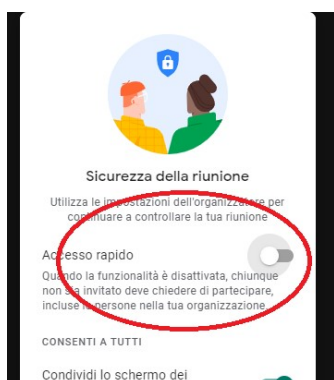 Sicurezza della riunione
Utilizza le impostazioni dell'organizzatore per
continuare a controllare la tua riunione
Accesso rapido
Quando la funzionalità è disattivata, chiunque
non sia invitato deve chiedere di partecipare,
incluse le persone nella tua organizzazione.
CONSENTI A TUTTI
Condividi lo schermo dei